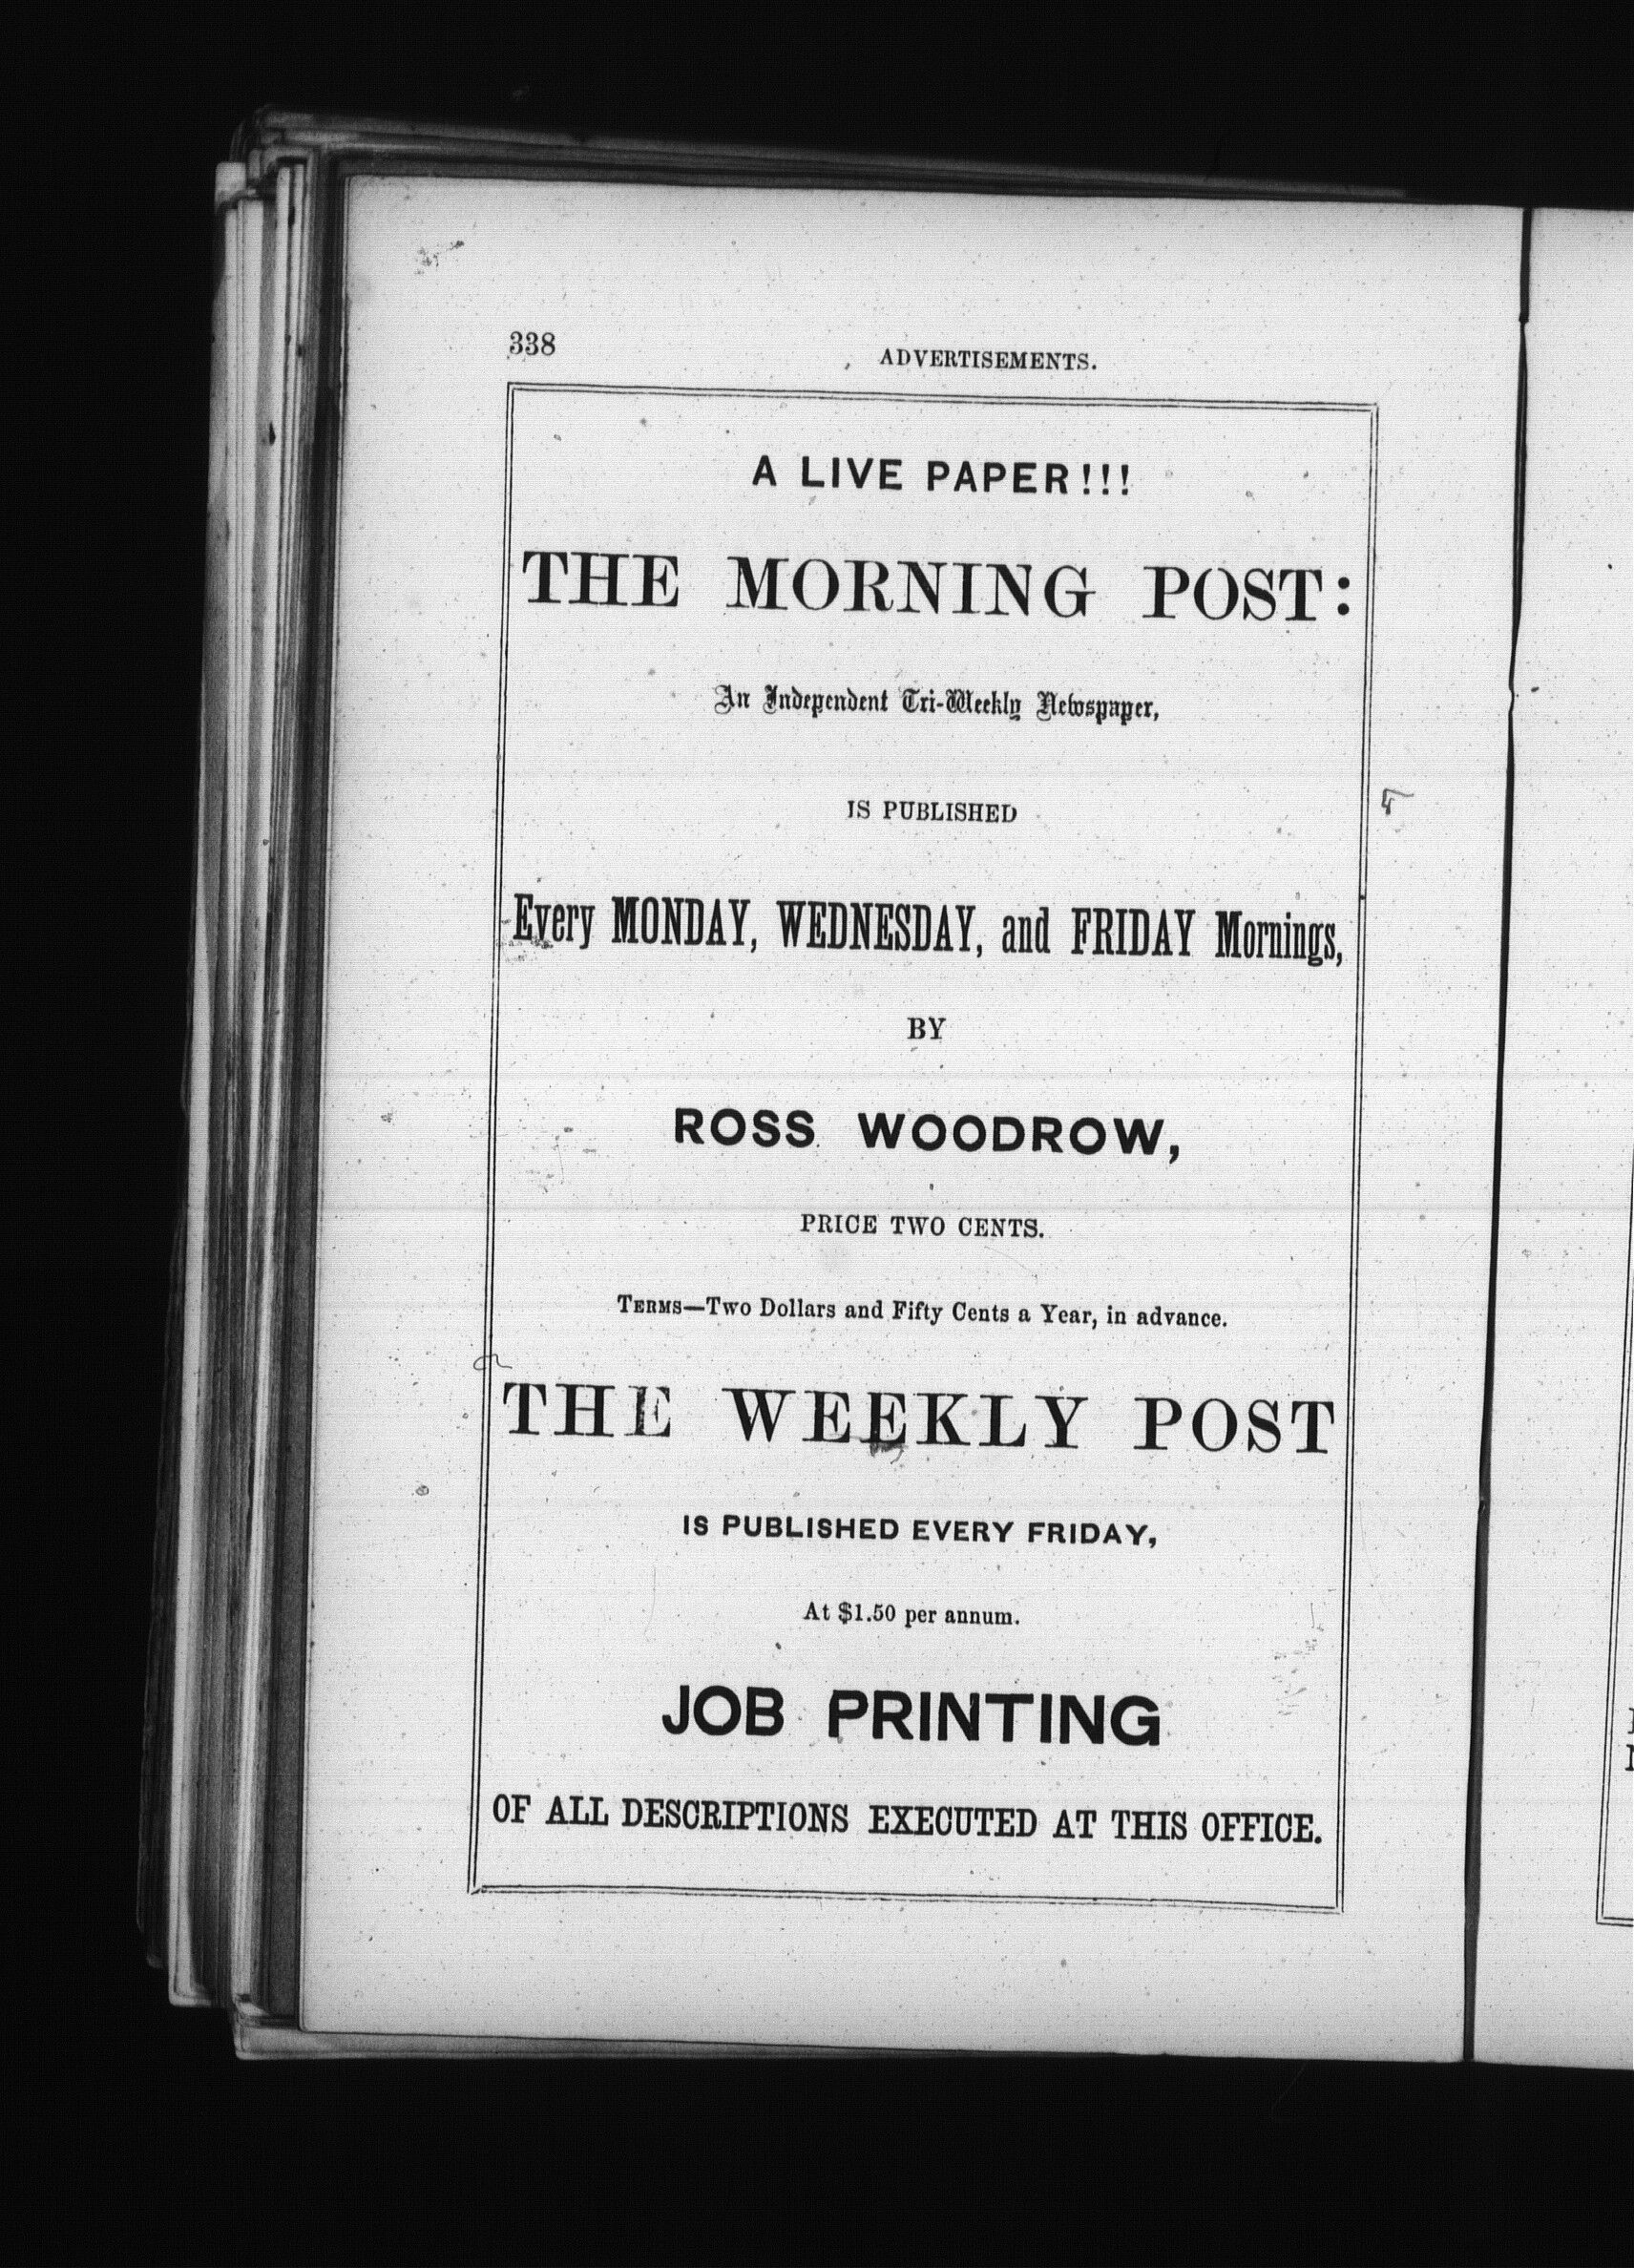 338
ADVERTISEMENTS.
A LIVE PAPER!!!
THE MORNING POST:
An Independent Tri-Weekly Newspaper,
IS PUBLISHED
Every MONDAY, WEDNESDAY, and FRIDAY Mornings,
BY
ROSS WOODROW,
PRICE TWO CENTS.
TERMS—Two Dollars and Fifty Cents a Year, in advance.
THE WEEKLY POST
IS PUBLISHED EVERY FRIDAY,
At $1.50 per annum.
JOB PRINTING
OF ALL DESCRIPTIONS EXECUTED AT THIS OFFICE.